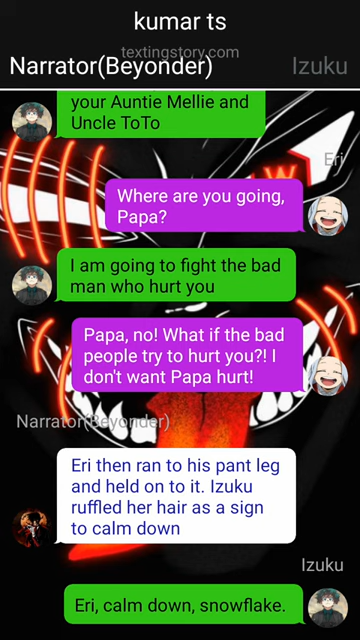 kumar ts
textingstory.com
Narrator(Beyonder) Izuku
your Auntie Mellie and
Uncle ToTo
Eri
Where are you going,
Papa?
I am going to fight the bad
man who hurt you
Papa, no! What if the bad
people try to hurt you?! I
don't want Papa hurt!
Narrator(Beyonder)
Eri then ran to his pant leg
and held on to it. Izuku
ruffled her hair as a sign
to calm down
Izuku
Eri, calm down, snowflake.